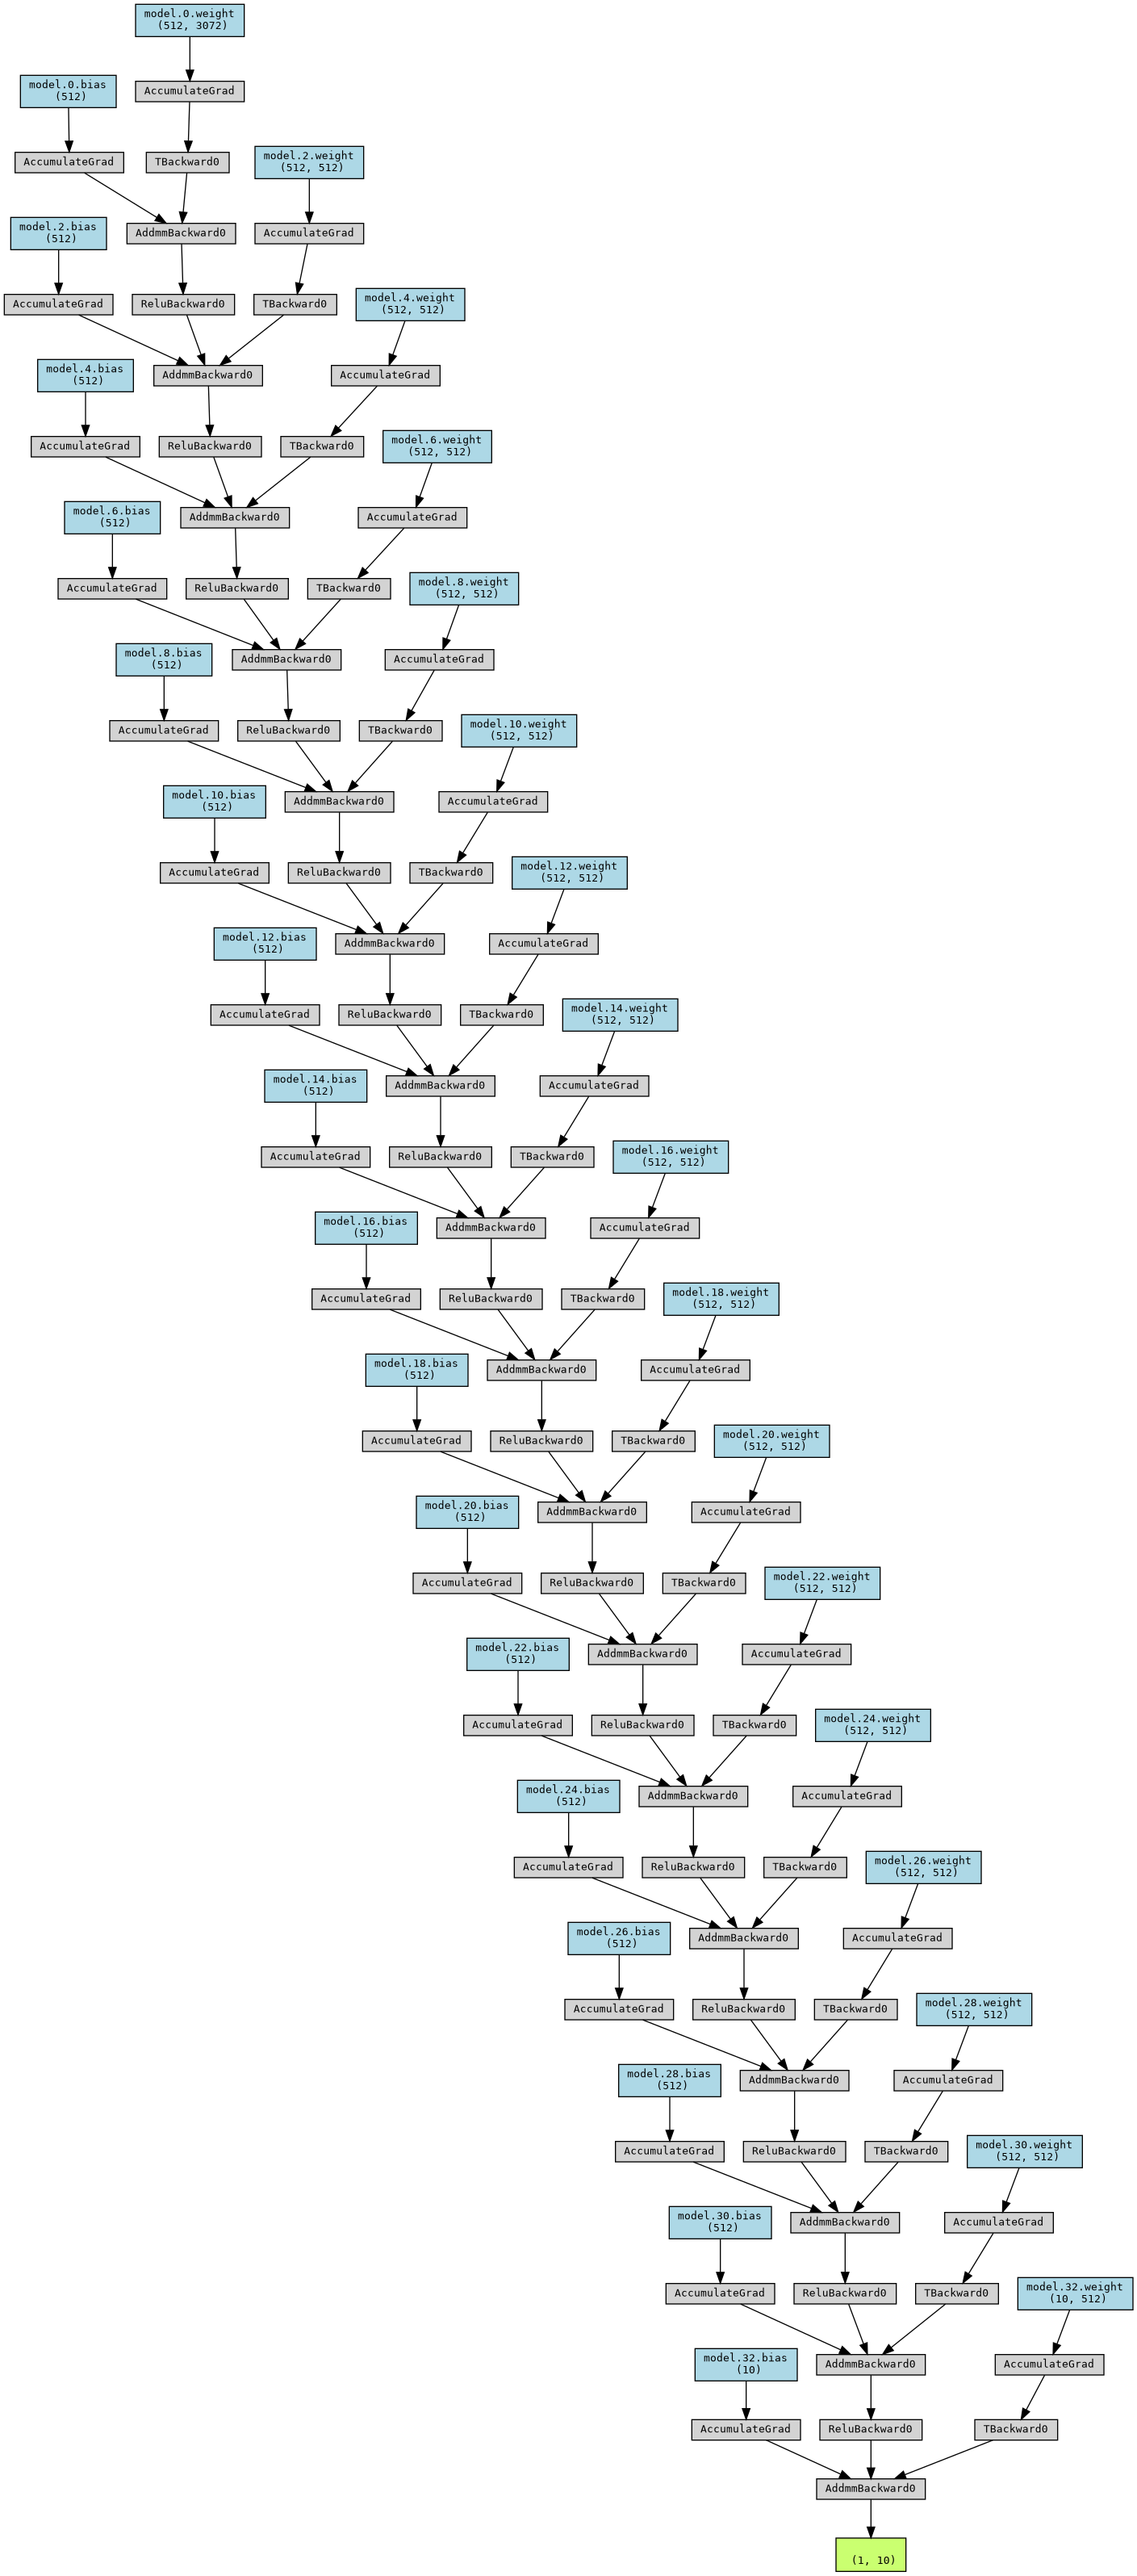 model.0.weight
(512, 3072)
model.0.bias
(512)
AccumulateGrad
AccumulateGrad
TBackward0
model.2.weight
(512, 512)
model.2.bias
(512)
AddmmBackward0
AccumulateGrad
AccumulateGrad
ReluBackward0
TBackward0
model.4.weight
(512, 512)
model.4.bias
(512)
AddmmBackward0
AccumulateGrad
AccumulateGrad
ReluBackward0
TBackward0
model.6.weight
(512, 512)
model.6.bias
(512)
AddmmBackward0
AccumulateGrad
AccumulateGrad
ReluBackward0
TBackward0
model.8.weight
(512, 512)
model.8.bias
(512)
AddmmBackward0
AccumulateGrad
AccumulateGrad
ReluBackward0
TBackward0
model.10.weight
(512, 512)
model.10.bias
(512)
AddmmBackward0
AccumulateGrad
AccumulateGrad
ReluBackward0
TBackward0
model.12.weight
(512, 512)
model.12.bias
(512)
AddmmBackward0
AccumulateGrad
AccumulateGrad
ReluBackward0
TBackward0
model.14.weight
(512, 512)
model.14.bias
(512)
AddmmBackward0
AccumulateGrad
AccumulateGrad
ReluBackward0
TBackward0
model.16.weight
(512, 512)
model.16.bias
(512)
AddmmBackward0
AccumulateGrad
AccumulateGrad
ReluBackward0
TBackward0
model.18.weight
(512, 512)
model.18.bias
(512)
AddmmBackward0
AccumulateGrad
AccumulateGrad
ReluBackward0
TBackward0
model.20.weight
(512, 512)
model.20.bias
(512)
AddmmBackward0
AccumulateGrad
AccumulateGrad
ReluBackward0
TBackward0
model.22.weight
(512, 512)
model.22.bias
(512)
AddmmBackward0
AccumulateGrad
AccumulateGrad
ReluBackward0
TBackward0
model.24.weight
(512, 512)
model.24.bias
(512)
AddmmBackward0
AccumulateGrad
AccumulateGrad
ReluBackward0
TBackward0
model.26.weight
(512, 512)
model.26.bias
(512)
AddmmBackward0
AccumulateGrad
AccumulateGrad
ReluBackward0
TBackward0
model.28.weight
(512, 512)
model.28.bias
(512)
AddmmBackward0
AccumulateGrad
AccumulateGrad
ReluBackward0
TBackward0
model.30.weight
(512, 512)
model.30.bias
(512)
AddmmBackward0
AccumulateGrad
AccumulateGrad
ReluBackward0
TBackward0
model.32.weight
(10, 512)
model.32.bias
(10)
AddmmBackward0
AccumulateGrad
AccumulateGrad
ReluBackward0
TBackward0
AddmmBackward0
(1, 10)